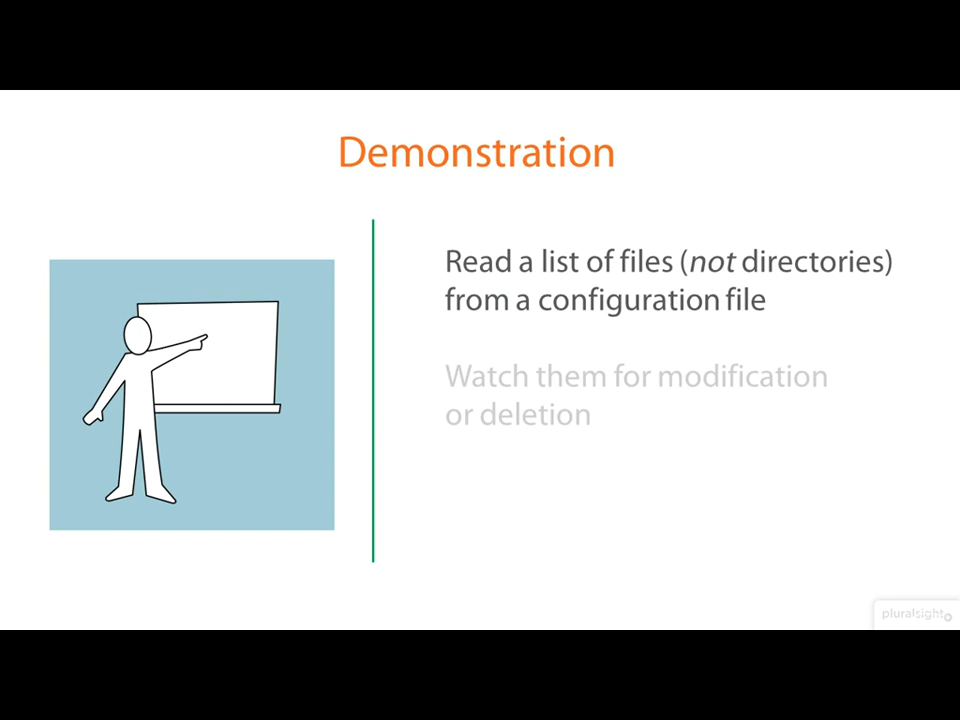 Demonstration
Read a list of files (not directories)
from a configuration file
Watch them for modification
or deletion
pluralsight